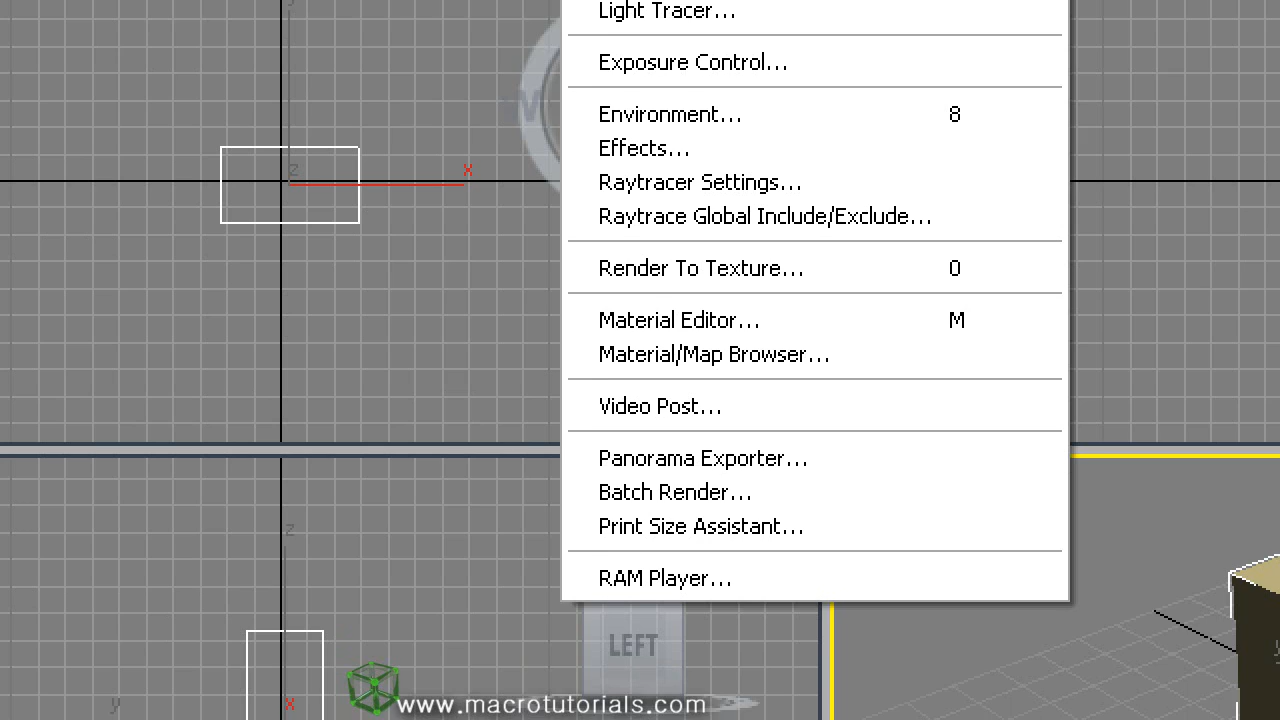 Light Tracer...
Exposure Control...
Environment... 8
Effects...
Raytracer Settings...
Raytrace Global Include/Exclude...
z
x
Render To Texture... 0
Material Editor... M
Material/Map Browser...
Video Post...
Panorama Exporter...
Batch Render...
Print Size Assistant...
z
RAM Player...
LEFT
y
x
www.macrotutorials.com